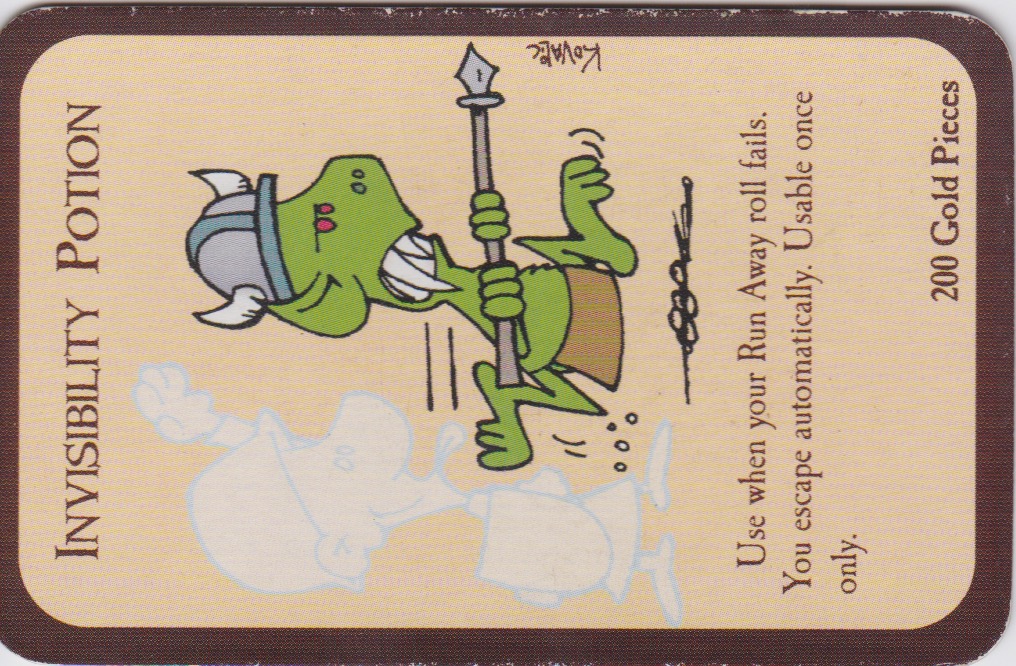 INVISIBILITY POTION
KOVALIC
Use when your Run Away roll fails.
You escape automatically. Usable once
only.
200 Gold Pieces